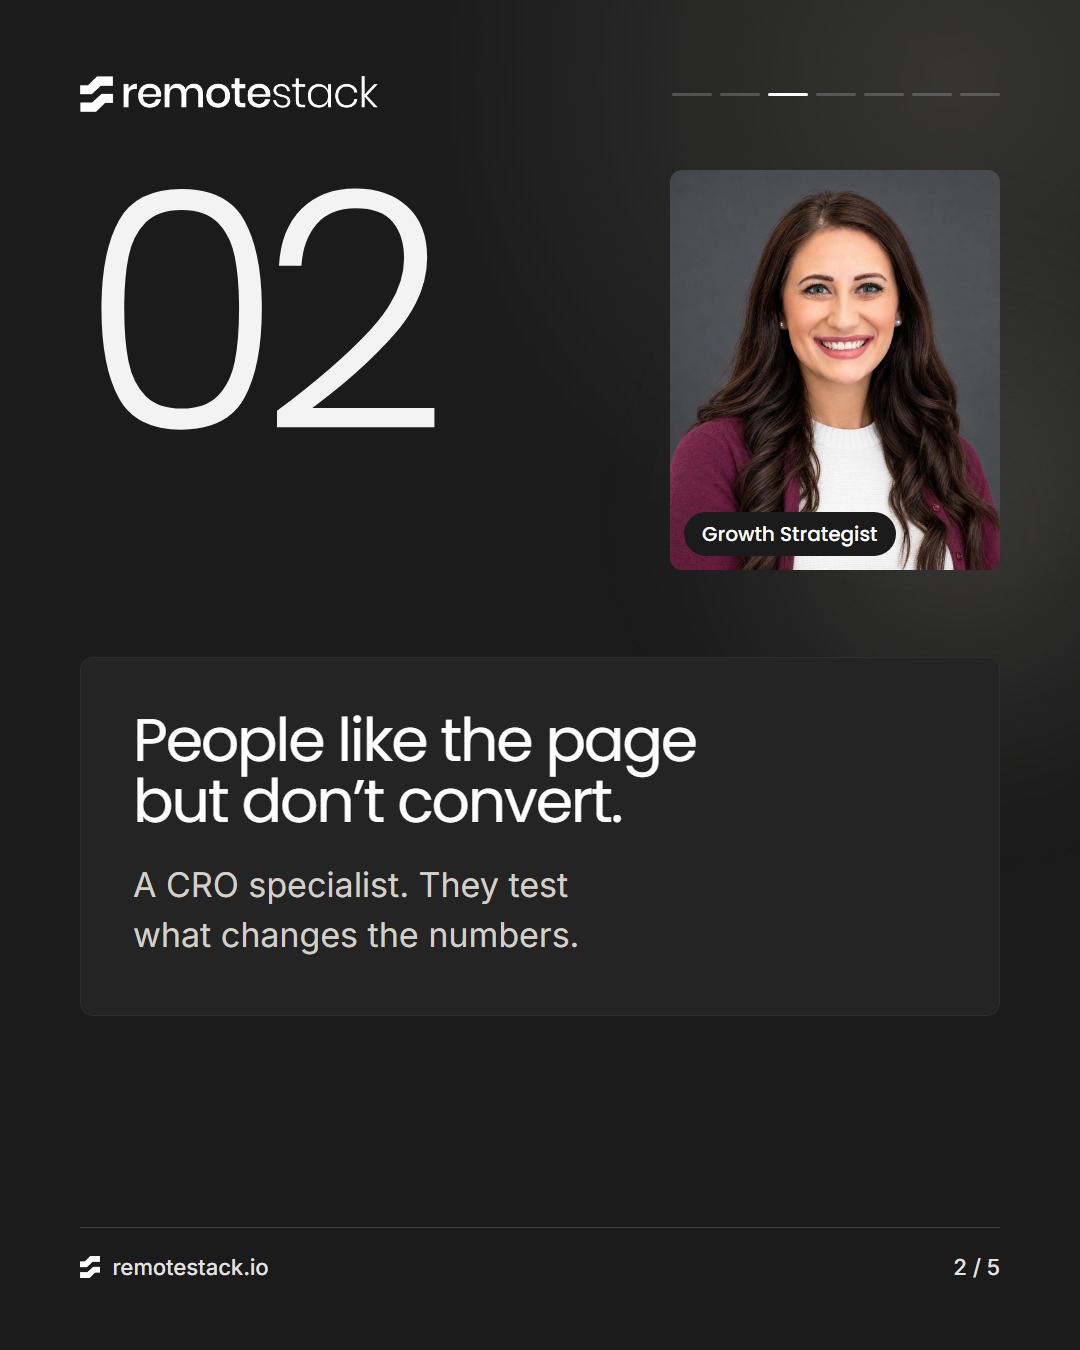 remotestack
02
Growth Strategist
People like the page
but don’t convert.
A CRO specialist. They test
what changes the numbers.
remotestack.io
2 / 5